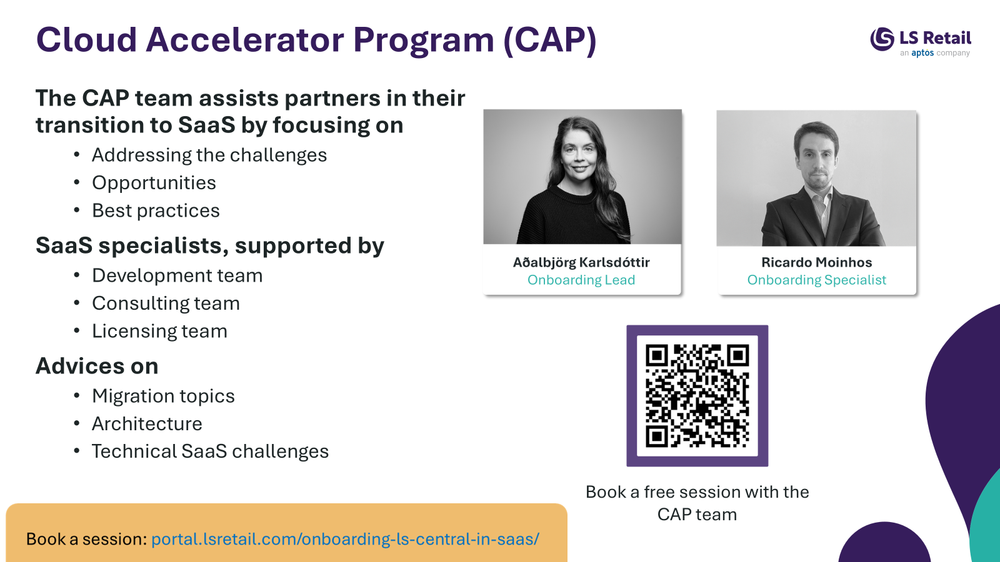 Cloud Accelerator Program (CAP)
LS Retail
an aptos company
The CAP team assists partners in their
transition to SaaS by focusing on
• Addressing the challenges
• Opportunities
• Best practices
SaaS specialists, supported by
• Development team
• Consulting team
• Licensing team
Advices on
• Migration topics
• Architecture
• Technical SaaS challenges
Aðalbjörg Karlsdóttir
Onboarding Lead
Ricardo Moinhos
Onboarding Specialist
Book a free session with the
CAP team
Book a session: portal.lsretail.com/onboarding-ls-central-in-saas/